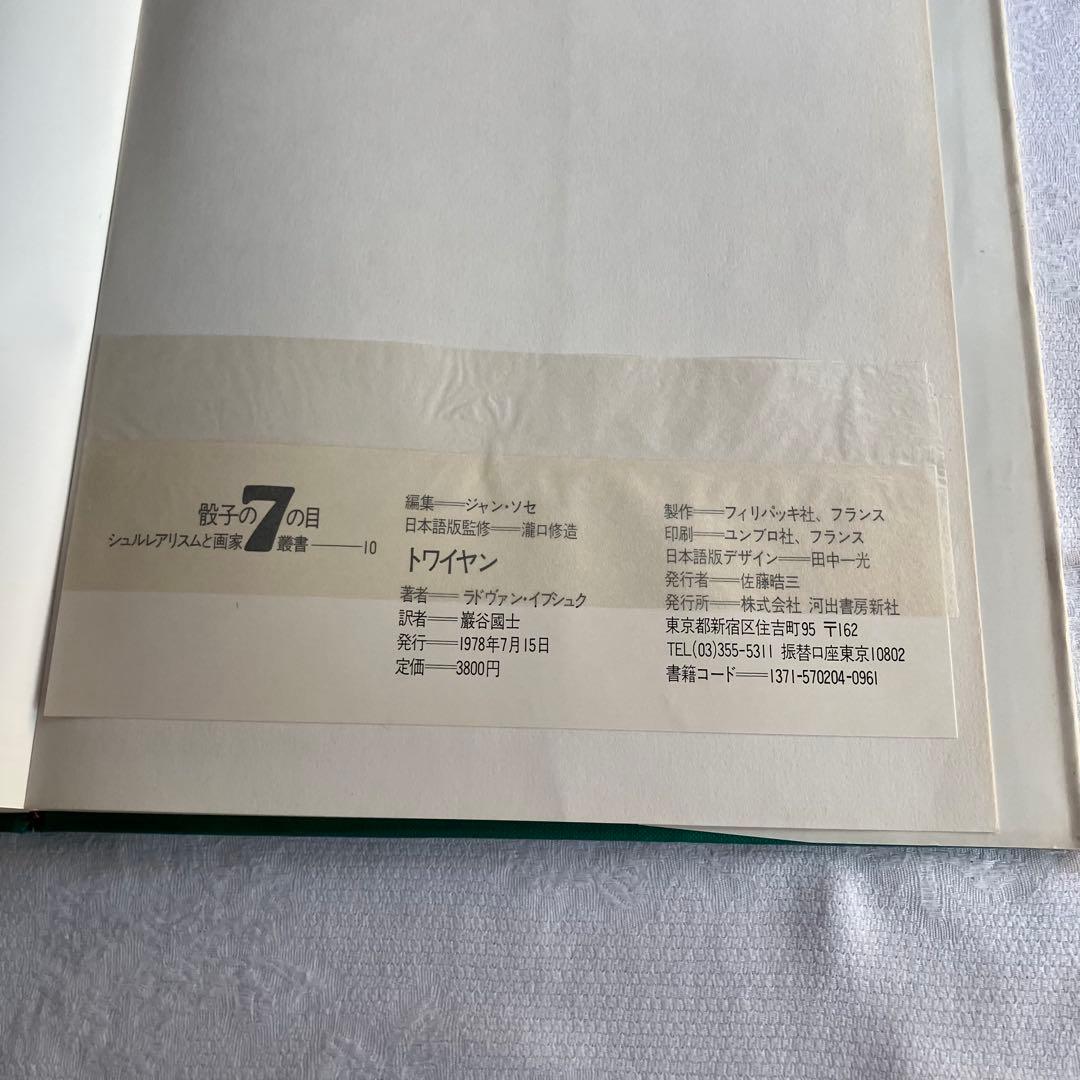 骰子の7の目
シュルレアリスムと画家叢書——10
編集══ジャン・ソセ
日本語版監修══瀧口修造
トワイヤン
著者══ラドヴァン・イブシュク
訳者══巖谷國士
発行══1978年7月15日
定価══3800円
製作══フィリパッキ社、フランス
印刷══ユンブロ社、フランス
日本語版デザイン══田中一光
発行者══佐藤晧三
発行所══株式会社 河出書房新社
東京都新宿区住吉町95 〒162
TEL(03)355-5311 振替口座東京10802
書籍コード══1371-570204-0961